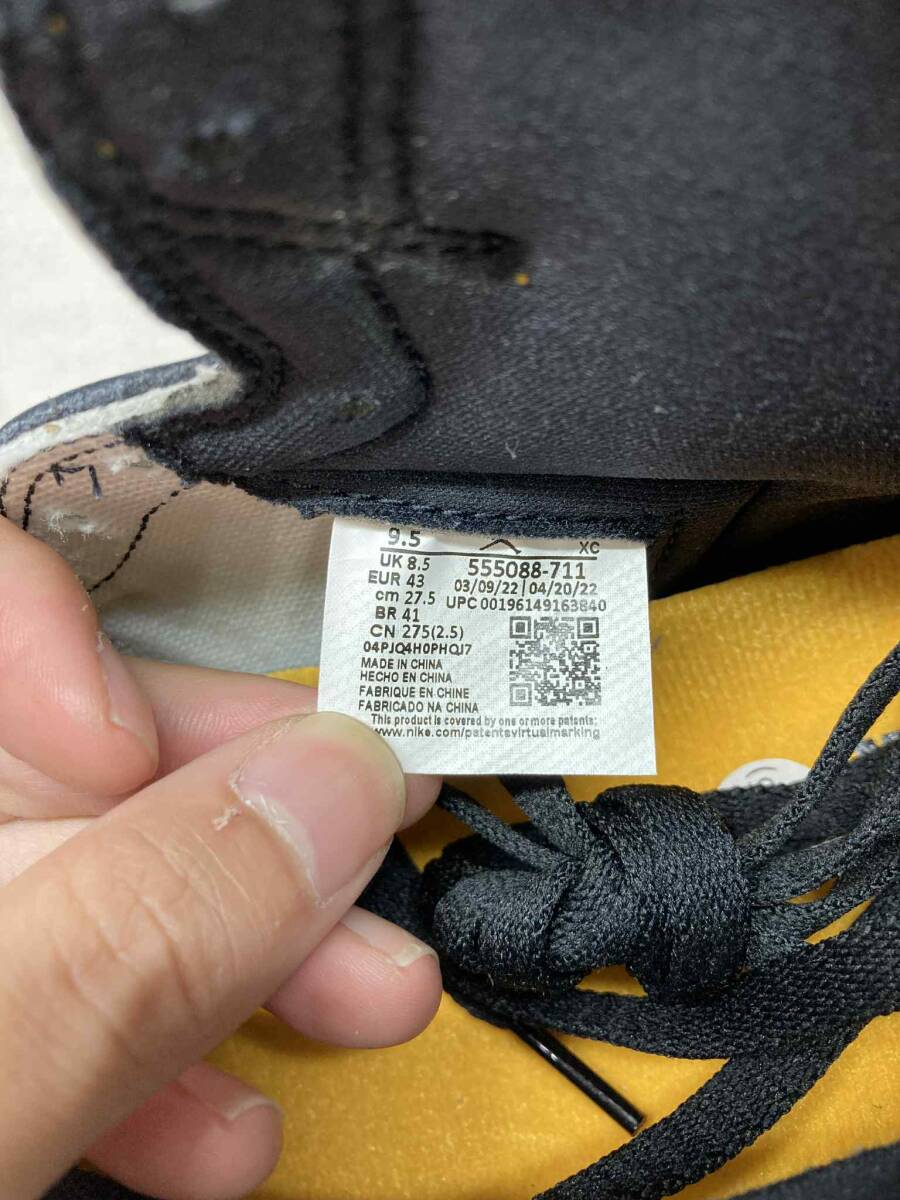 9.5 XC
UK 8.5 555088-711
EUR 43 03/09/22 | 04/20/22
cm 27.5 UPC 00196149163840
BR 41
CN 275(2.5)
04PJQ4H0PHQJ7
MADE IN CHINA
HECHO EN CHINA
FABRIQUE EN CHINE
FABRICADO NA CHINA
This product is covered by one or more patents:
www.nike.com/patentsvirtualmarking